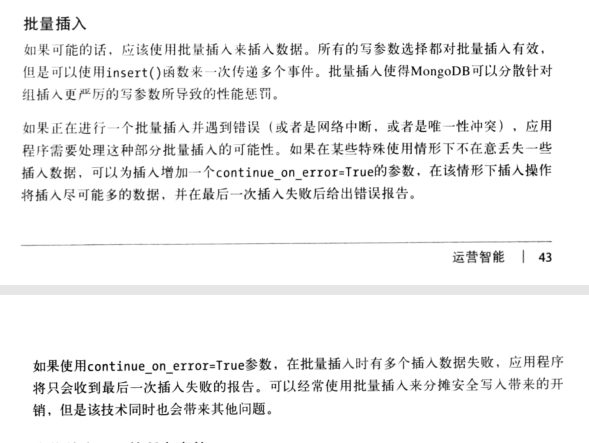 批量插入
如果可能的话，应该使用批量插入来插入数据。所有的写参数选择都对批量插入有效，
但是可以使用insert()函数来一次传递多个事件。批量插入使得MongoDB可以分散针对
组插入更严厉的写参数所导致的性能惩罚。
如果正在进行一个批量插入并遇到错误（或者是网络中断，或者是唯一性冲突），应用
程序需要处理这种部分批量插入的可能性。如果在某些特殊使用情形下不在意丢失一些
插入数据，可以为插入增加一个continue_on_error=True的参数，在该情形下插入操作
将插入尽可能多的数据，并在最后一次插入失败后给出错误报告。
运营智能 | 43
如果使用continue_on_error=True参数，在批量插入时有多个插入数据失败，应用程序
将只会收到最后一次插入失败的报告。可以经常使用批量插入来分摊安全写入带来的开
销，但是该技术同时也会带来其他问题。